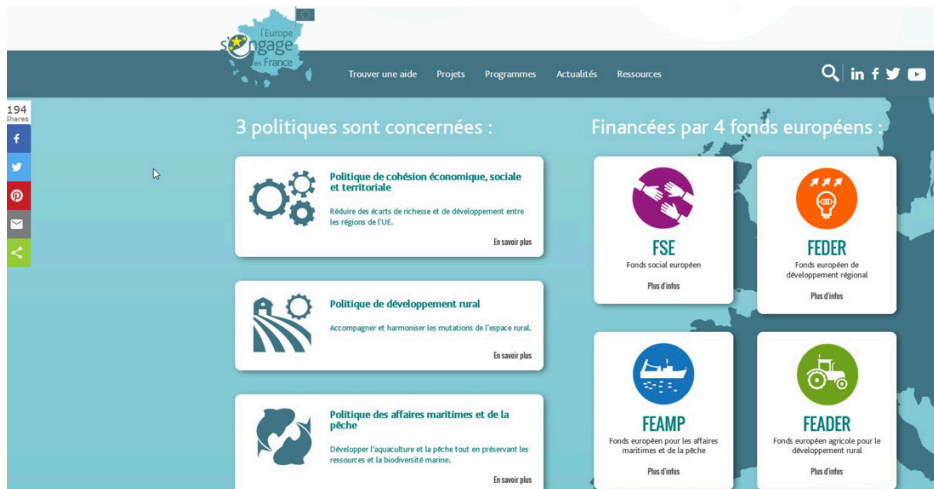 l'Europe
s'engage
en France
Trouver une aide Projets Programmes Actualités Ressources
194
Shares
3 politiques sont concernées :
Politique de cohésion économique, sociale
et territoriale
Réduire des écarts de richesse et de développement entre
les régions de l'UE.
En savoir plus
Politique de développement rural
Accompagner et harmoniser les mutations de l'espace rural.
En savoir plus
Politique des affaires maritimes et de la
pêche
Développer l'aquaculture et la pêche tout en préservant les
ressources et la biodiversité marine.
En savoir plus
Financées par 4 fonds européens :
FSE
Fonds social européen
Plus d'infos
FEDER
Fonds européen de
développement régional
Plus d'infos
FEAMP
Fonds européen pour les affaires
maritimes et de la pêche
Plus d'infos
FEADER
Fonds européen agricole pour le
développement rural
Plus d'infos